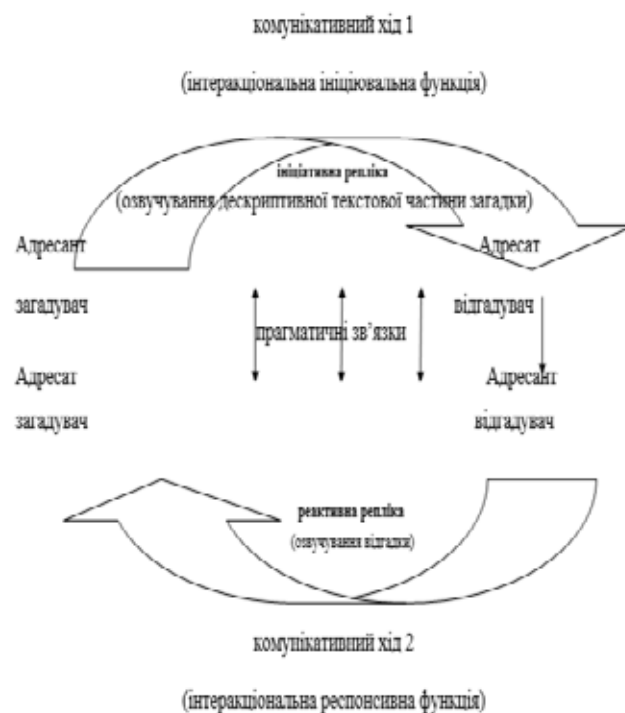 комунікативний хід 1
(інтеракціональна ініціювальна функція)
ініціативна репліка
(озвучування дескриптивної текстової частини загадки)
Адресант Адресат
загадувач відгадувач
прагматичні зв’язки
Адресат Адресант
загадувач відгадувач
реактивна репліка
(озвучування відгадки)
комунікативний хід 2
(інтеракціональна респонсивна функція)